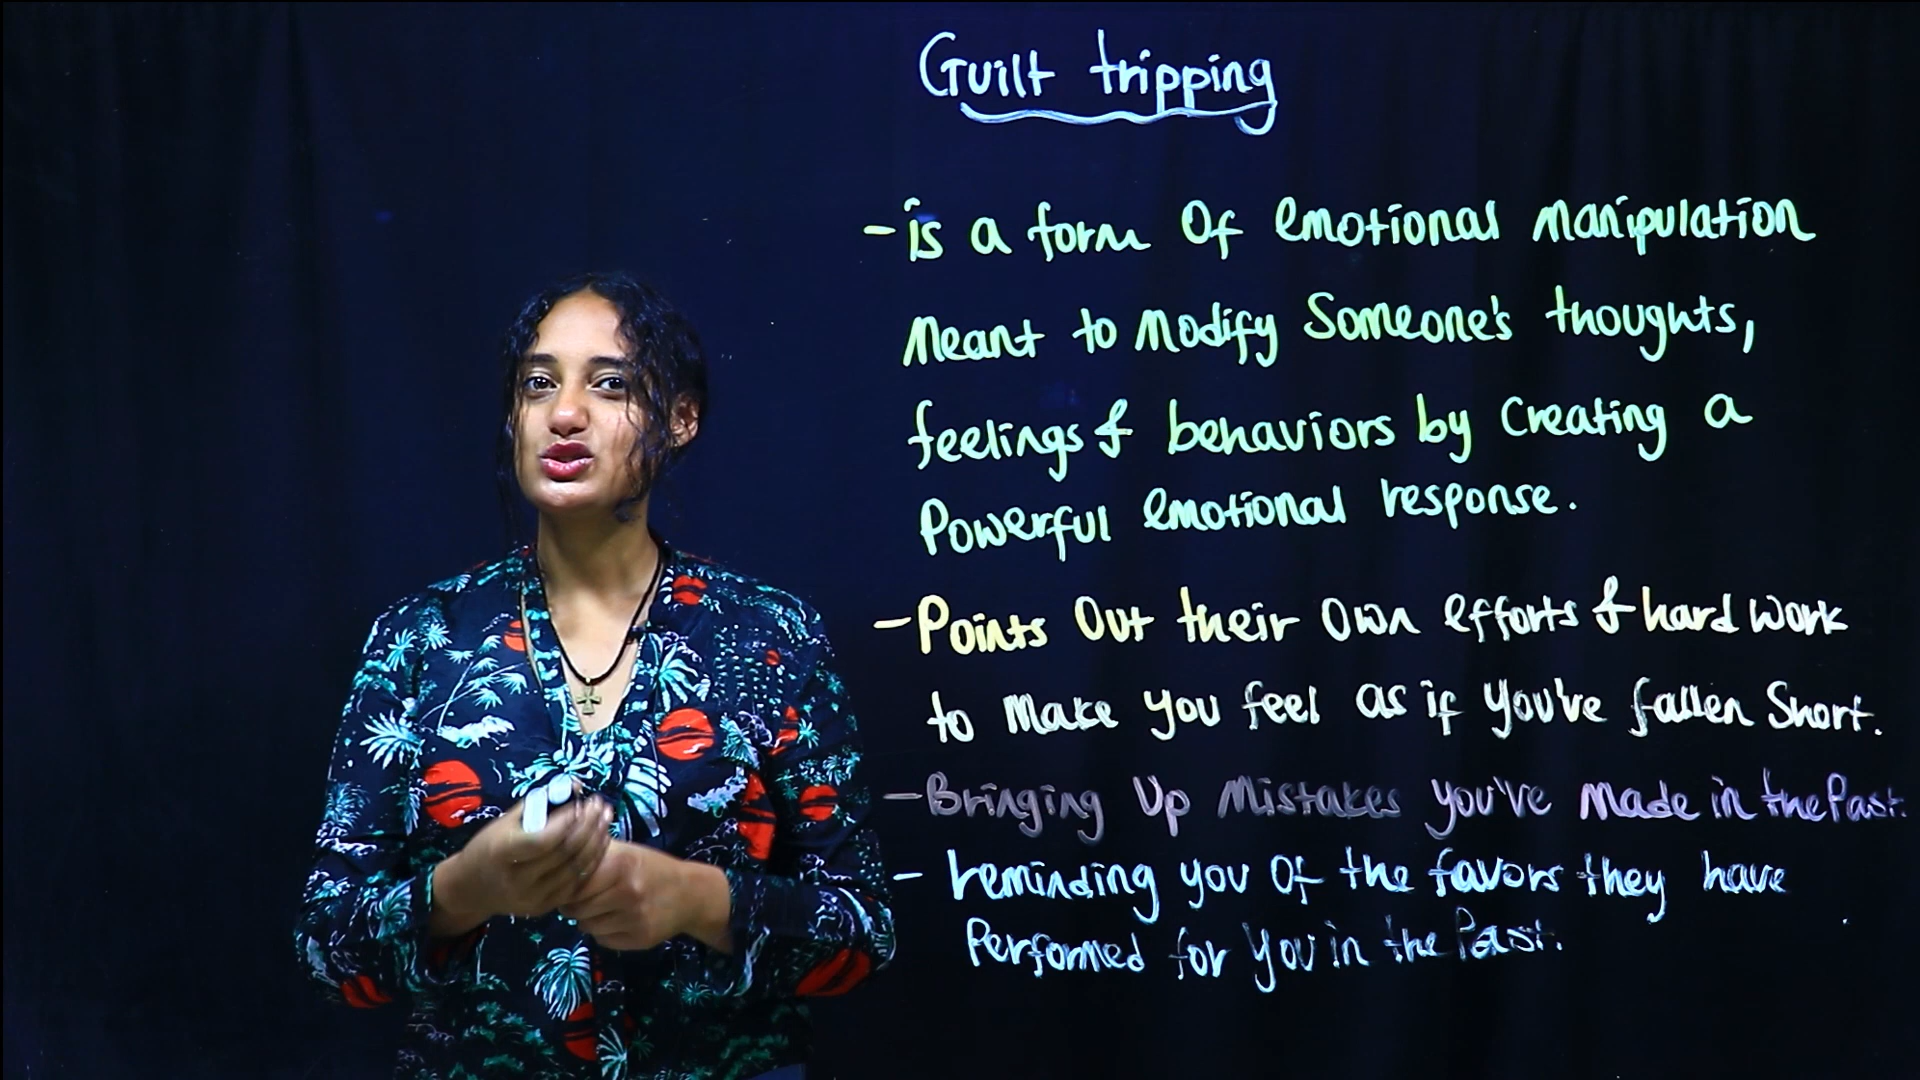 Guilt tripping
- is a form of emotional manipulation
meant to modify someone's thoughts,
feelings & behaviors by creating a
Powerful emotional response.
- Points out their own efforts & hard work
to make you feel as if you've fallen short.
- Bringing up mistakes you've made in the Past.
- reminding you of the favors they have
Performed for you in the Past.